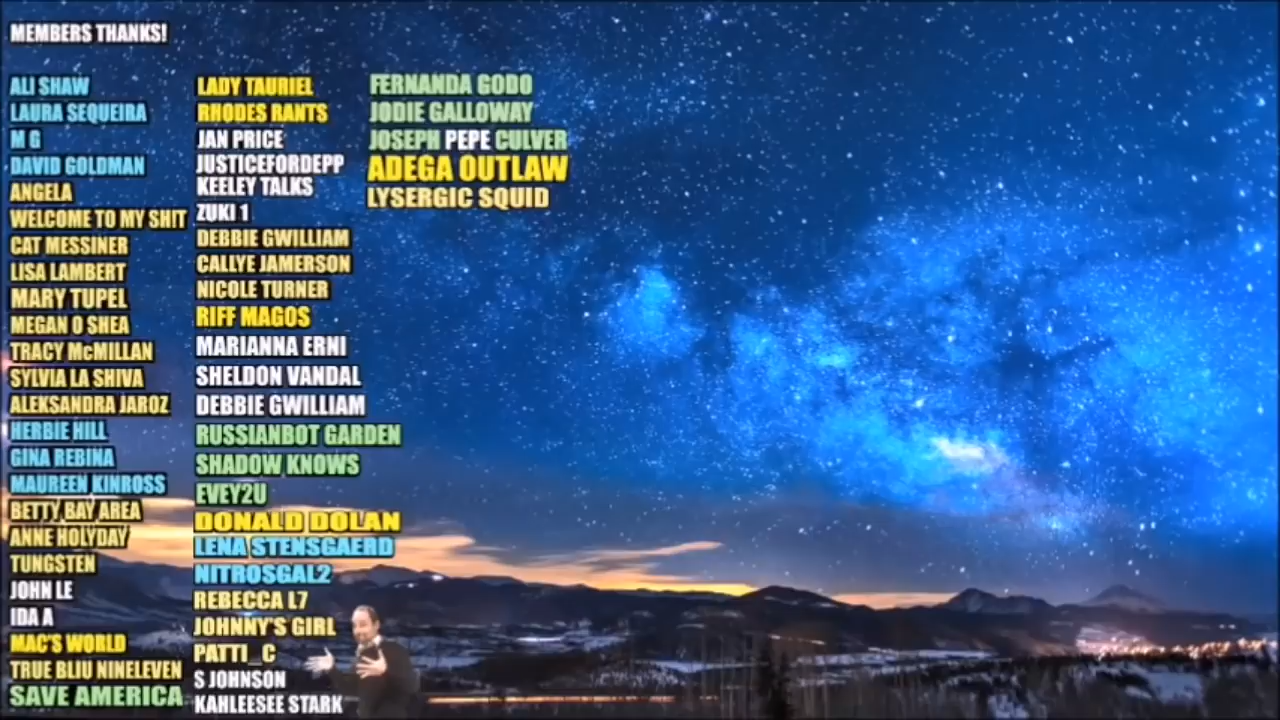 MEMBERS THANKS!
ALI SHAW
LAURA SEQUEIRA
M G
DAVID GOLDMAN
ANGELA
WELCOME TO MY SHIT
CAT MESSINER
LISA LAMBERT
MARY TUPEL
MEGAN O SHEA
TRACY McMILLAN
SYLVIA LA SHIVA
ALEKSANDRA JAROZ
HERBIE HILL
GINA REBINA
MAUREEN KINROSS
BETTY BAY AREA
ANNE HOLYDAY
TUNGSTEN
JOHN LE
IDA A
MAC'S WORLD
TRUE BLIU NINELEVEN
SAVE AMERICA
LADY TAURIEL
RHODES RANTS
JAN PRICE
JUSTICEFORDEPP
KEELEY TALKS
ZUKI 1
DEBBIE GWILLIAM
CALLYE JAMERSON
NICOLE TURNER
RIFF MAGOS
MARIANNA ERNI
SHELDON VANDAL
DEBBIE GWILLIAM
RUSSIANBOT GARDEN
SHADOW KNOWS
EVEY2U
DONALD DOLAN
LENA STENSGAERD
NITROSGAL2
REBECCA L7
JOHNNY'S GIRL
PATTI_C
S JOHNSON
KAHLEESEE STARK
FERNANDA GODO
JODIE GALLOWAY
JOSEPH PEPE CULVER
ADEGA OUTLAW
LYSERGIC SQUID